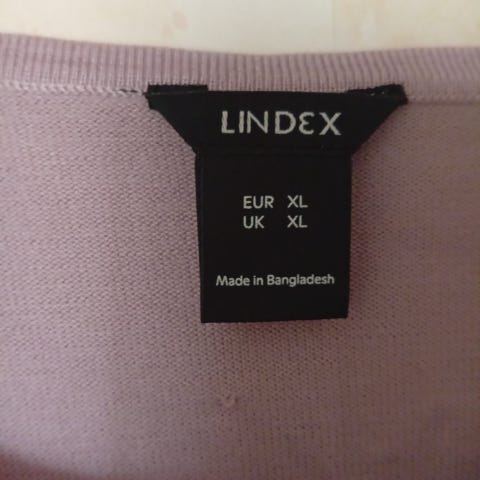 LINDEX
EUR XL
UK XL
Made in Bangladesh